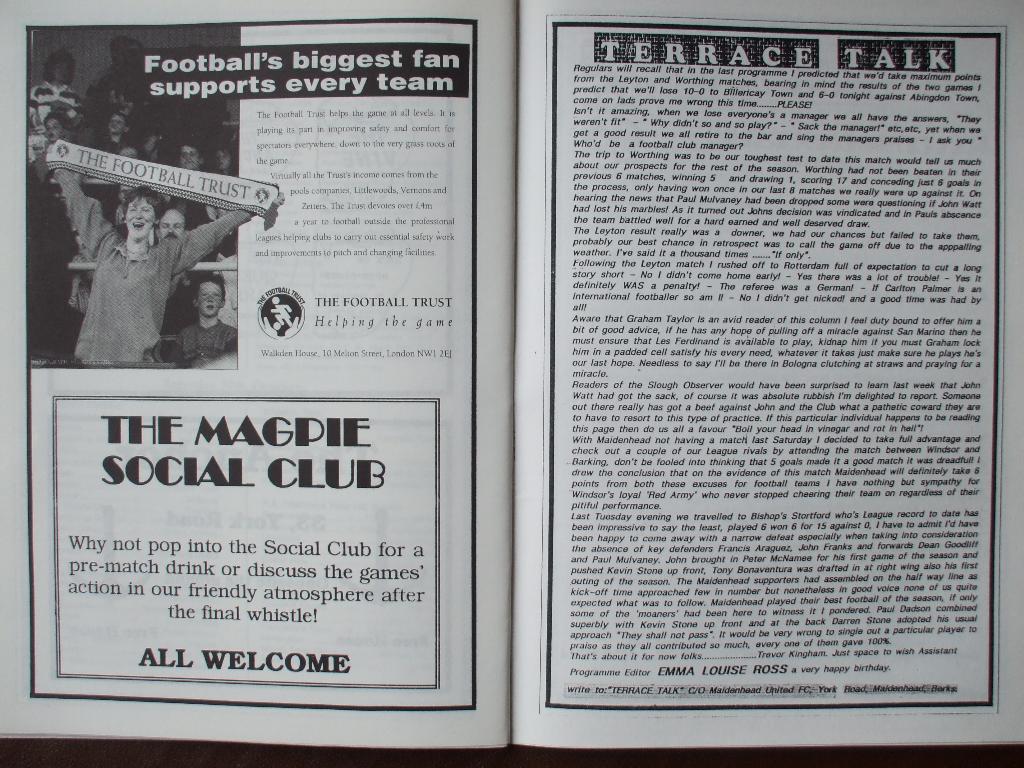 Football's biggest fan
supports every team
The Football Trust helps the game at all levels. It is
playing its part in improving safety and comfort for
spectators everywhere, down to the very grass roots of
the game.
Virtually all the Trust's income comes from the
pools companies, Littlewoods, Vernons and
Zetters. The Trust devotes over £4m
a year to football outside the professional
leagues helping clubs to carry out essential safety work
and improvements to pitch and changing facilities.
THE FOOTBALL TRUST
THE FOOTBALL TRUST
THE FOOTBALL TRUST
Helping the game
Walkden House, 10 Melton Street, London NW1 2EJ
THE MAGPIE
SOCIAL CLUB
Why not pop into the Social Club for a
pre-match drink or discuss the games'
action in our friendly atmosphere after
the final whistle!
ALL WELCOME
TERRACE TALK
Regulars will recall that in the last programme I predicted that we'd take maximum points
from the Leyton and Worthing matches, bearing in mind the results of the two games I
predict that we'll lose 10-0 to Billericay Town and 6-0 tonight against Abingdon Town,
come on lads prove me wrong this time........PLEASE!
Isn't it amazing, when we lose everyone's a manager we all have the answers, "They
weren't fit" - " Why didn't so and so play?" - " Sack the manager!" etc,etc, yet when we
get a good result we all retire to the bar and sing the managers praises - I ask you "
Who'd be a football club manager?
The trip to Worthing was to be our toughest test to date this match would tell us much
about our prospects for the rest of the season. Worthing had not been beaten in their
previous 6 matches, winning 5 and drawing 1, scoring 17 and conceding just 6 goals in
the process, only having won once in our last 8 matches we really were up against it. On
hearing the news that Paul Mulvaney had been dropped some were questioning if John Watt
had lost his marbles! As it turned out Johns decision was vindicated and in Pauls abscence
the team battled well for a hard earned and well deserved draw.
The Leyton result really was a downer, we had our chances but failed to take them,
probably our best chance in retrospect was to call the game off due to the apppalling
weather. I've said it a thousand times ......."If only".
Following the Leyton match I rushed off to Rotterdam full of expectation to cut a long
story short - No I didn't come home early! - Yes there was a lot of trouble! - Yes it
definitely WAS a penalty! - The referee was a German! - If Carlton Palmer is an
international footballer so am I! - No I didn't get nicked! and a good time was had by
all!
Aware that Graham Taylor is an avid reader of this column I feel duty bound to offer him a
bit of good advice, if he has any hope of pulling off a miracle against San Marino then he
must ensure that Les Ferdinand is available to play, kidnap him if you must Graham lock
him in a padded cell satisfy his every need, whatever it takes just make sure he plays he's
our last hope. Needless to say I'll be there in Bologna clutching at straws and praying for a
miracle.
Readers of the Slough Observer would have been surprised to learn last week that John
Watt had got the sack, of course it was absolute rubbish I'm delighted to report. Someone
out there really has got a beef against John and the Club what a pathetic coward they are
to have to resort to this type of practice. If this particular individual happens to be reading
this page then do us all a favour "Boil your head in vinegar and rot in hell"!
With Maidenhead not having a match last Saturday I decided to take full advantage and
check out a couple of our League rivals by attending the match between Windsor and
Barking, don't be fooled into thinking that 5 goals made it a good match it was dreadful! I
drew the conclusion that on the evidence of this match Maidenhead will definitely take 6
points from both these excuses for football teams I have nothing but sympathy for
Windsor's loyal 'Red Army' who never stopped cheering their team on regardless of their
pitiful performance.
Last Tuesday evening we travelled to Bishop's Stortford who's League record to date has
been impressive to say the least, played 6 won 6 for 15 against 0, I have to admit I'd have
been happy to come away with a narrow defeat especially when taking into consideration
the absence of key defenders Francis Araguez, John Franks and forwards Dean Goodliff
and Paul Mulvaney, John brought in Peter McNamee for his first game of the season and
pushed Kevin Stone up front, Tony Bonaventura was drafted in at right wing also his first
outing of the season. The Maidenhead supporters had assembled on the half way line as
kick-off time approached few in number but nonetheless in good voice none of us quite
expected what was to follow. Maidenhead played their best football of the season, if only
some of the 'moaners' had been here to witness it I pondered. Paul Dadson combined
superbly with Kevin Stone up front and at the back Darren Stone adopted his usual
approach "They shall not pass". It would be very wrong to single out a particular player to
praise as they all contributed so much, every one of them gave 100%.
That's about it for now folks...................Trevor Kingham. Just space to wish Assistant
Programme Editor EMMA LOUISE ROSS a very happy birthday.
write to:"TERRACE TALK" C/O Maidenhead United FC, York Road, Maidenhead, Berks.